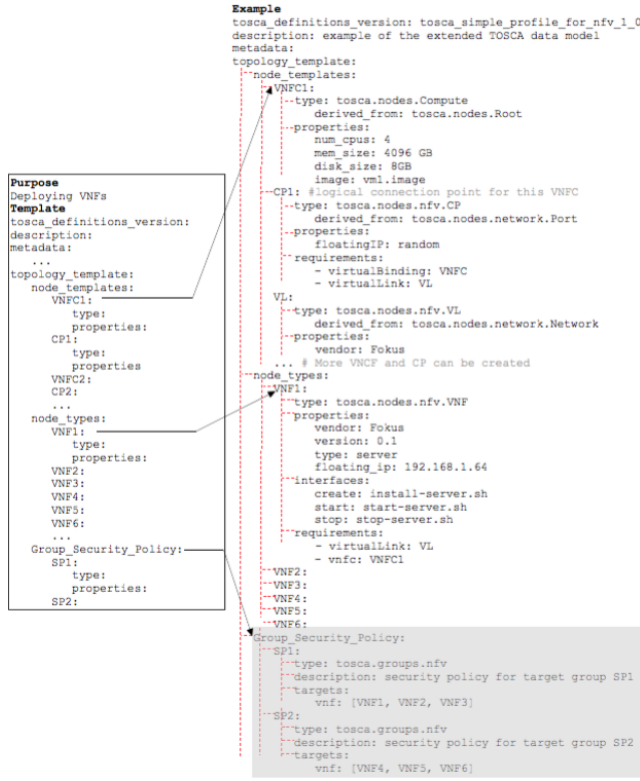 Purpose
Deploying VNFs
Template
tosca_definitions_version:
description:
metadata:
...
topology_template:
node_templates:
VNFC1:
type:
properties:
CP1:
type:
properties
VNFC2:
CP2:
...
node_types:
VNF1:
type:
properties:
VNF2:
VNF3:
VNF4:
VNF5:
VNF6:
...
Group_Security_Policy:
SP1:
type:
properties:
SP2:
Example
tosca_definitions_version: tosca_simple_profile_for_nfv_1_0
description: example of the extended TOSCA data model
metadata:
topology_template:
node_templates:
VNFC1:
type: tosca.nodes.Compute
derived_from: tosca.nodes.Root
properties:
num_cpus: 4
mem_size: 4096 GB
disk_size: 8GB
image: vm1.image
CP1: #logical connection point for this VNFC
type: tosca.nodes.nfv.CP
derived_from: tosca.nodes.network.Port
properties:
floatingIP: random
requirements:
- virtualBinding: VNFC
- virtualLink: VL
VL:
type: tosca.nodes.nfv.VL
derived_from: tosca.nodes.network.Network
properties:
vendor: Fokus
... # More VNCF and CP can be created
node_types:
VNF1:
type: tosca.nodes.nfv.VNF
properties:
vendor: Fokus
version: 0.1
type: server
floating_ip: 192.168.1.64
interfaces:
create: install-server.sh
start: start-server.sh
stop: stop-server.sh
requirements:
- virtualLink: VL
- vnfc: VNFC1
VNF2:
VNF3:
VNF4:
VNF5:
VNF6:
Group_Security_Policy:
SP1:
type: tosca.groups.nfv
description: security policy for target group SP1
targets:
vnf: [VNF1, VNF2, VNF3]
SP2:
type: tosca.groups.nfv
description: security policy for target group SP2
targets:
vnf: [VNF4, VNF5, VNF6]